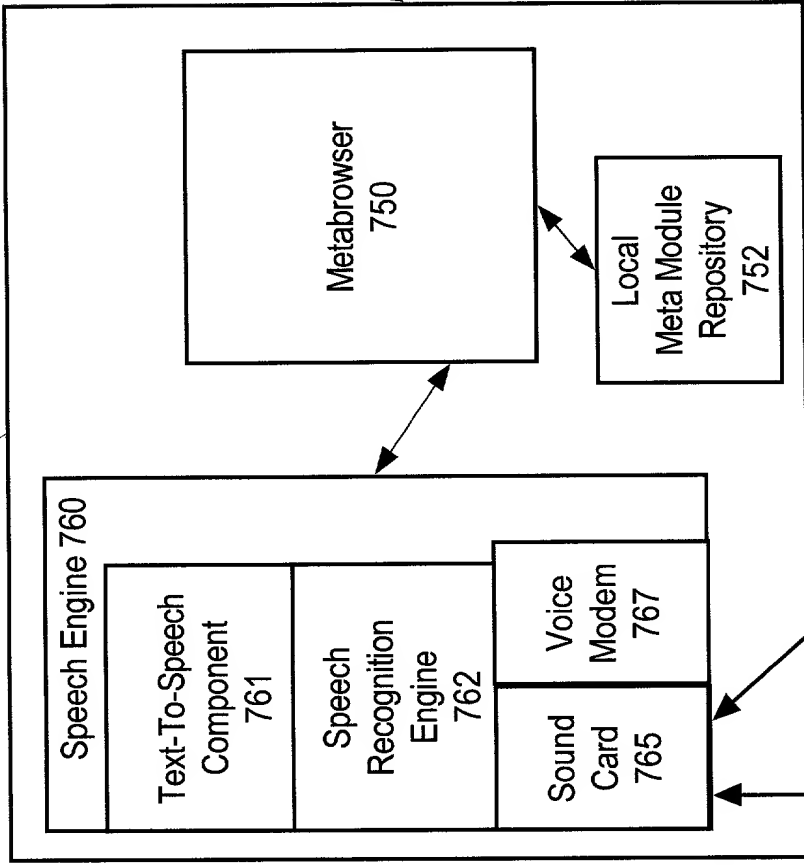 Speech Engine 760
Text-To-Speech
Component
761
Speech
Recognition
Engine
762
Sound
Card
765
Voice
Modem
767
Metabrowser
750
Local
Meta Module
Repository
752